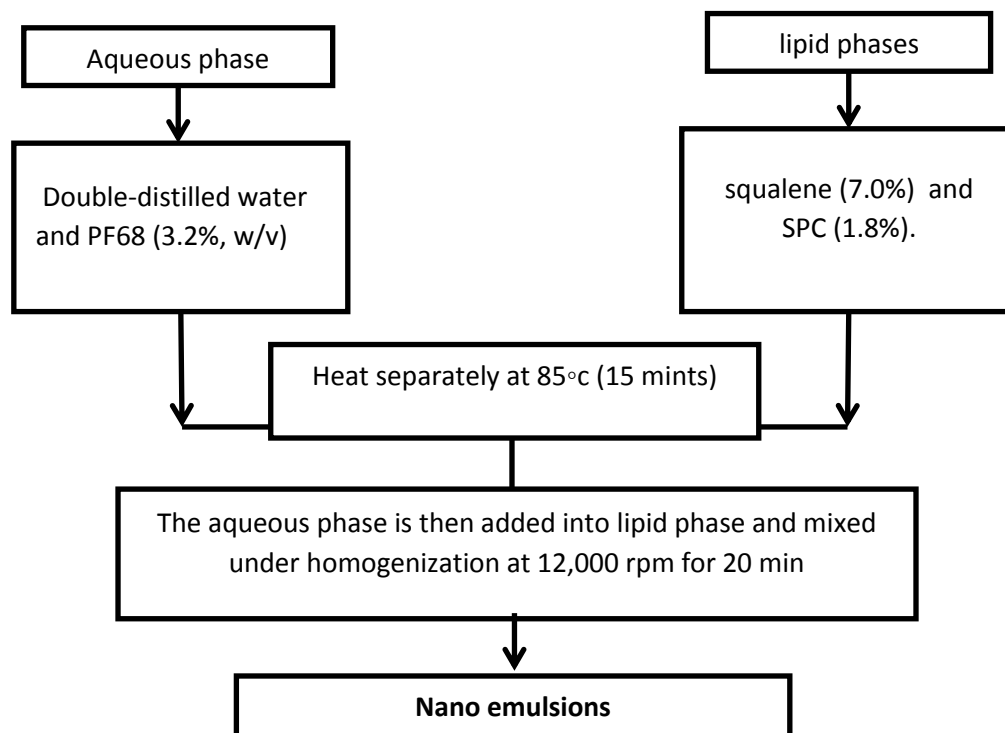 Aqueous phase
lipid phases
Double-distilled water
and PF68 (3.2%, w/v)
squalene (7.0%) and
SPC (1.8%).
Heat separately at 85◦c (15 mints)
The aqueous phase is then added into lipid phase and mixed
under homogenization at 12,000 rpm for 20 min
Nano emulsions